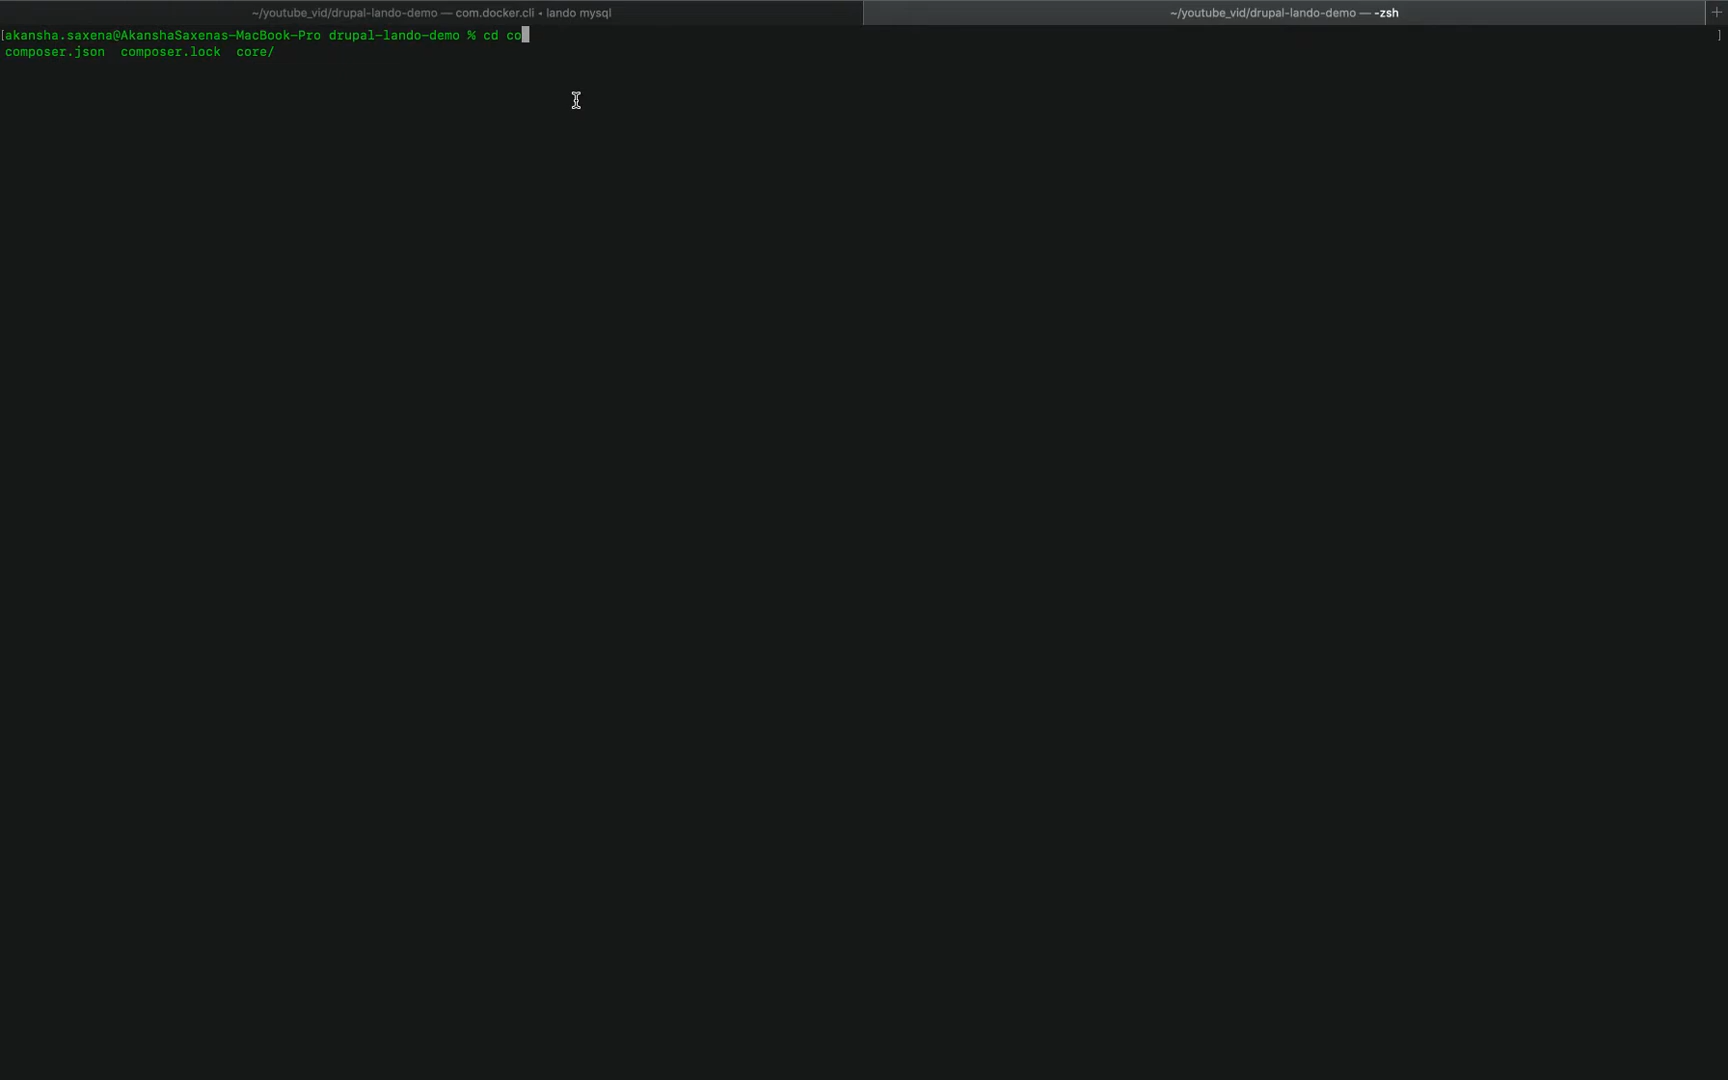 ~/youtube_vid/drupal-lando-demo — com.docker.cli • lando mysql
~/youtube_vid/drupal-lando-demo — -zsh
+
[akansha.saxena@AkanshaSaxenas-MacBook-Pro drupal-lando-demo % cd co ]
composer.json composer.lock core/